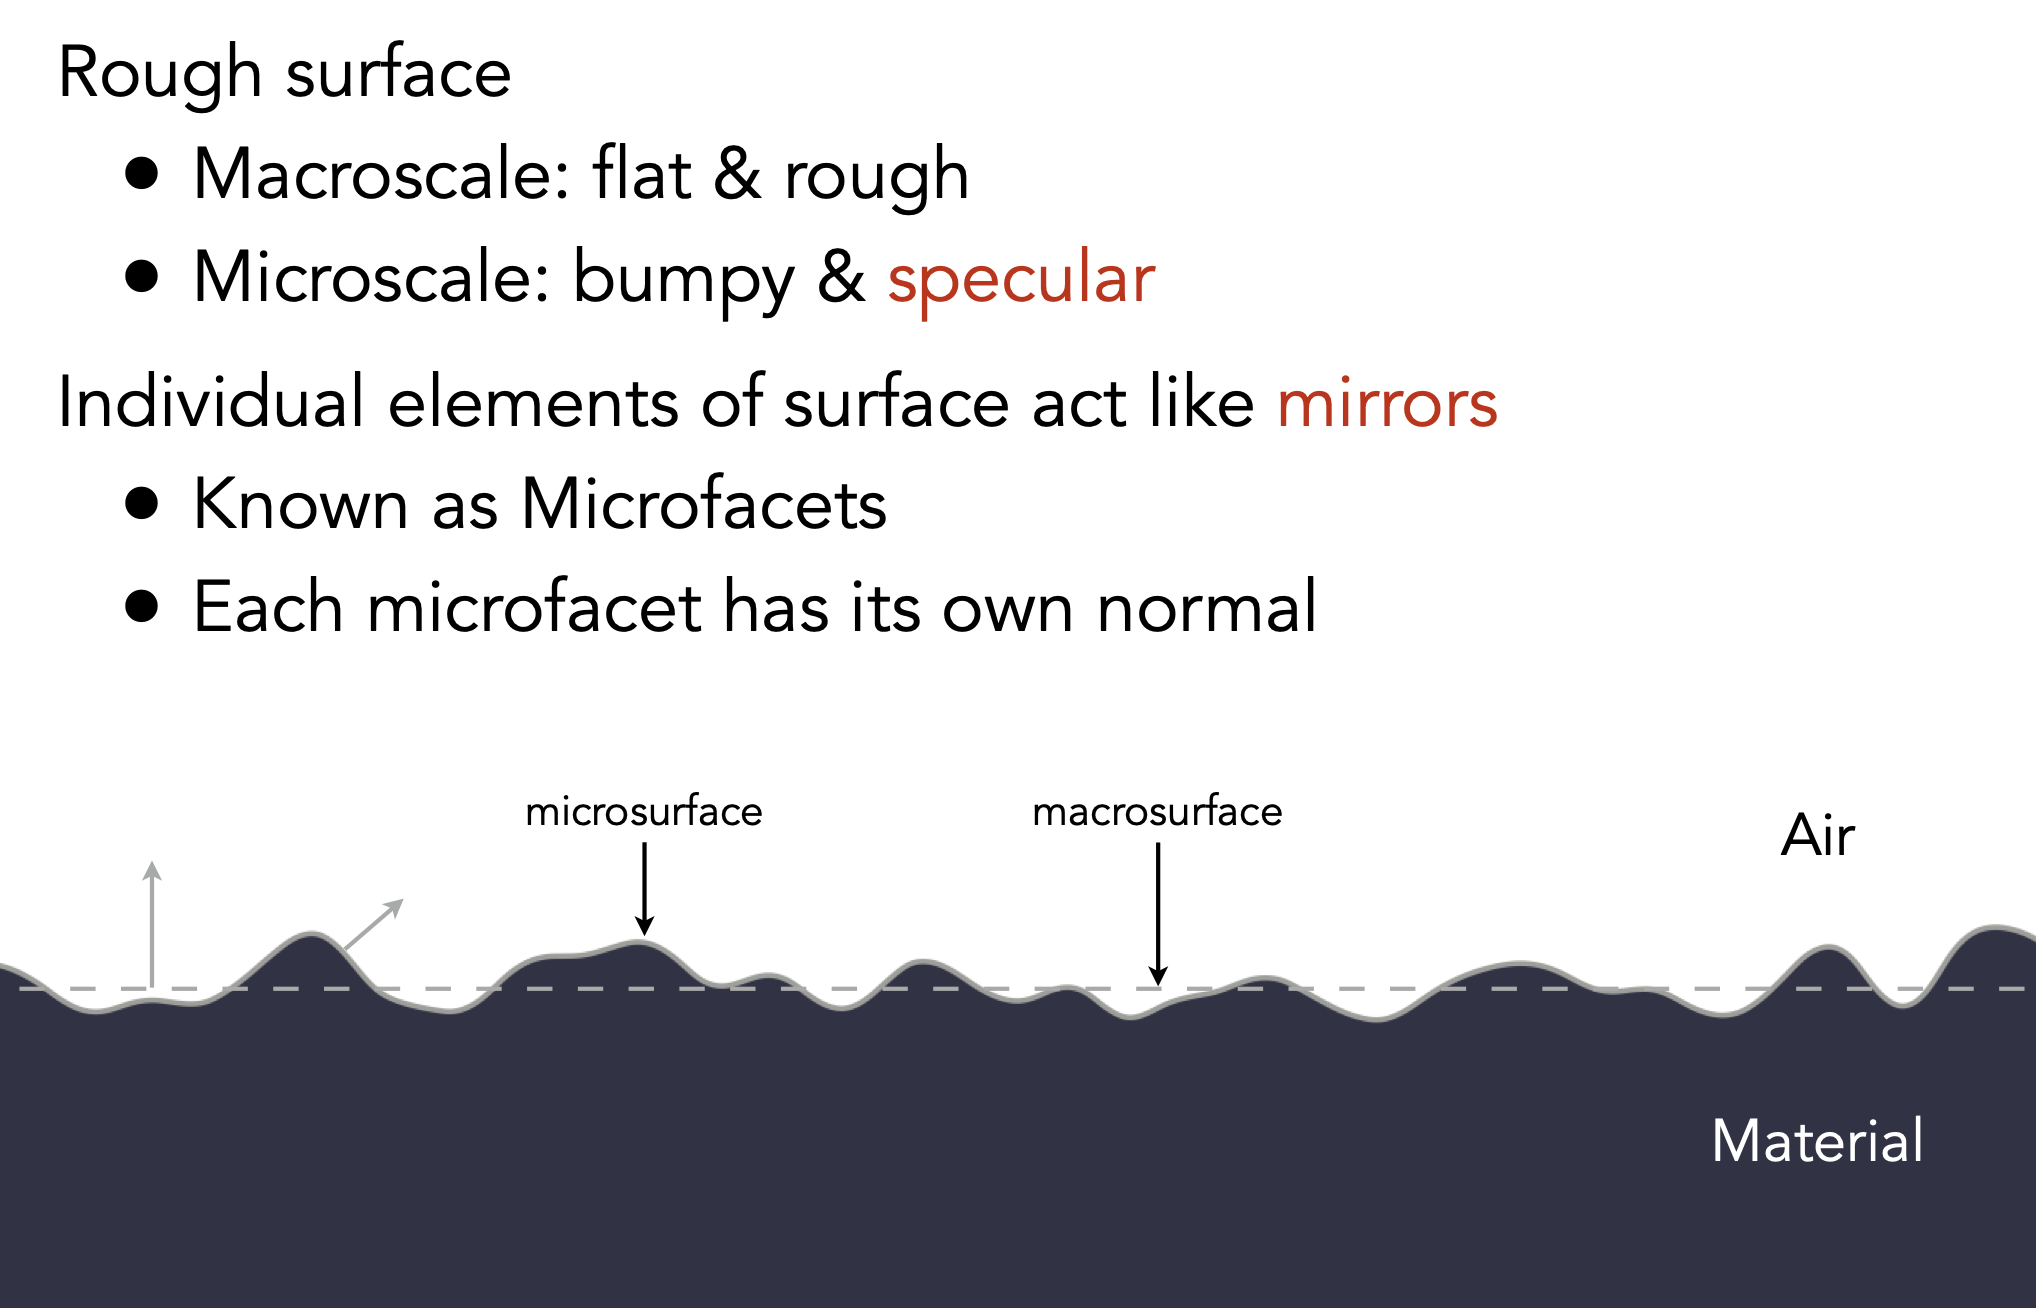 Rough surface
● Macroscale: flat & rough
● Microscale: bumpy & specular
Individual elements of surface act like mirrors
● Known as Microfacets
● Each microfacet has its own normal
microsurface
macrosurface
Air
Material